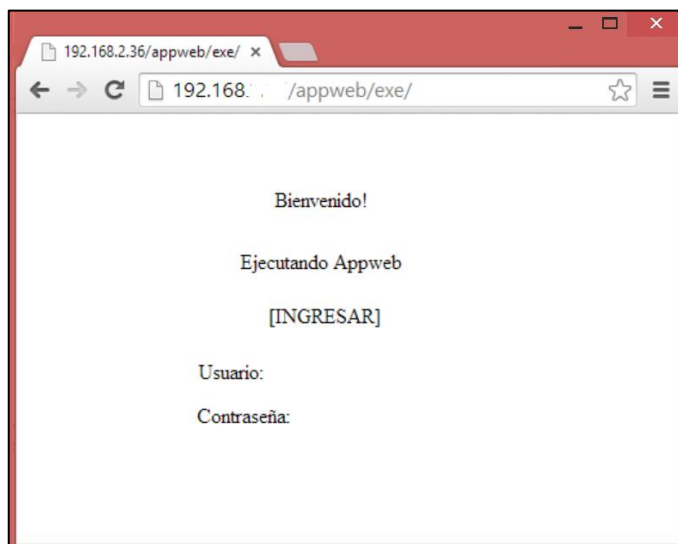 192.168.2.36/appweb/exe/
192.168. . /appweb/exe/
Bienvenido!
Ejecutando Appweb
[INGRESAR]
Usuario:
Contraseña: